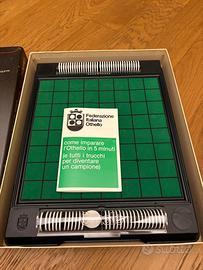 Federazione
Italiana
Othello
come imparare
l'Othello in 5 minuti
(e tutti i trucchi
per diventare
un campione)